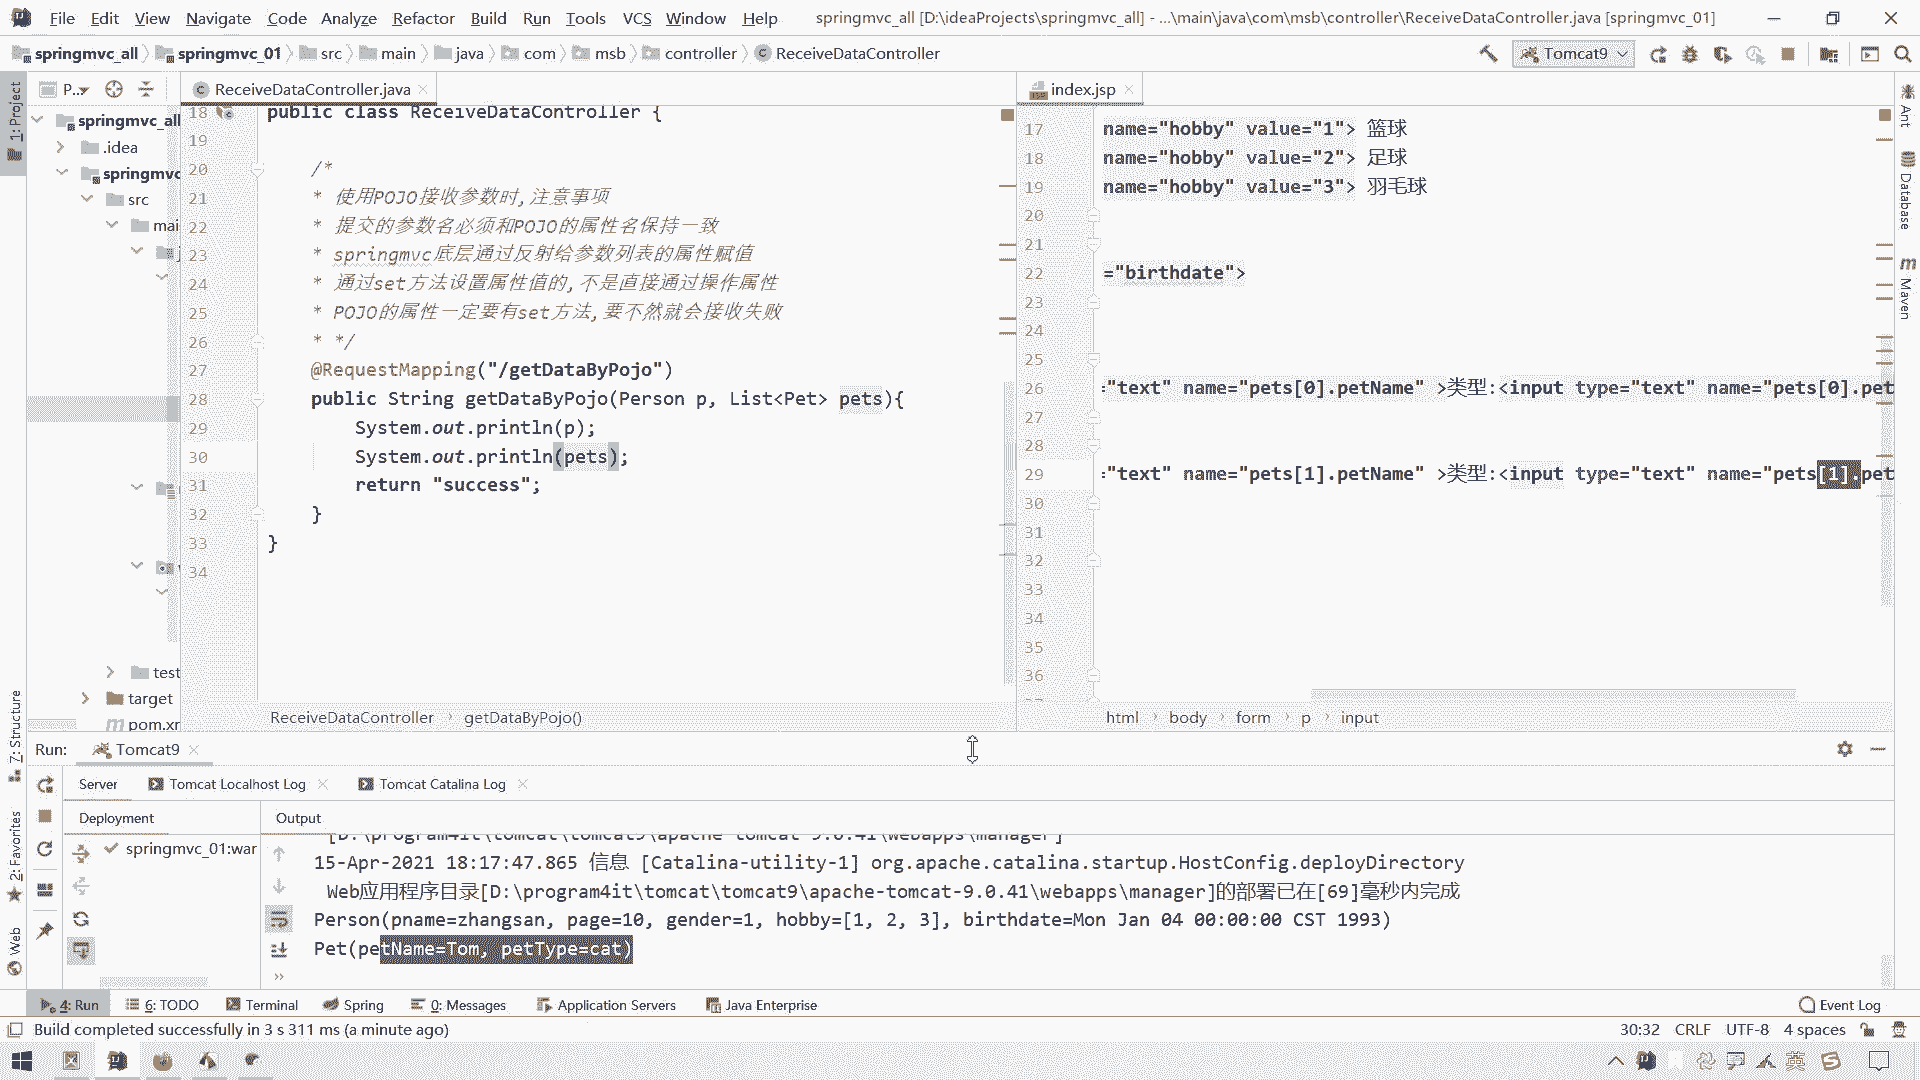 File Edit View Navigate Code Analyze Refactor Build Run Tools VCS Window Help springmvc_all [D:\ideaProjects\springmvc_all] - ...\main\java\com\msb\controller\ReceiveDataController.java [springmvc_01]
springmvc_all springmvc_01 src main java com msb controller ReceiveDataController Tomcat9
1: Project
P...
springmvc_all
.idea
springmvc
src
mai
test
target
pom.xm
ReceiveDataController.java
18 public class ReceiveDataController {
19
20 /*
21 * 使用POJO接收参数时,注意事项
22 * 提交的参数名必须和POJO的属性名保持一致
23 * springmvc底层通过反射给参数列表的属性赋值
24 * 通过set方法设置属性值的,不是直接通过操作属性
25 * POJO的属性一定要有set方法,要不然就会接收失败
26 * */
27 @RequestMapping("/getDataByPojo")
28 public String getDataByPojo(Person p, List<Pet> pets){
29 System.out.println(p);
30 System.out.println(pets);
31 return "success";
32 }
33 }
34
ReceiveDataController getDataByPojo()
index.jsp
17 name="hobby" value="1"> 篮球
18 name="hobby" value="2"> 足球
19 name="hobby" value="3"> 羽毛球
20
21
22 ="birthdate">
23
24
25
26 ="text" name="pets[0].petName" >类型:<input type="text" name="pets[0].pet
27
28
29 ="text" name="pets[1].petName" >类型:<input type="text" name="pets[1].pet
30
31
32
33
34
35
36
html body form p input
Ant
Database
Maven
7: Structure
2: Favorites
Web
Run: Tomcat9
Server Tomcat Localhost Log Tomcat Catalina Log
Deployment Output
springmvc_01:war
[D:\program4it\tomcat\tomcat9\apache-tomcat-9.0.41\webapps\manager]
15-Apr-2021 18:17:47.865 信息 [Catalina-utility-1] org.apache.catalina.startup.HostConfig.deployDirectory
Web应用程序目录[D:\program4it\tomcat\tomcat9\apache-tomcat-9.0.41\webapps\manager]的部署已在[69]毫秒内完成
Person(pname=zhangsan, page=10, gender=1, hobby=[1, 2, 3], birthdate=Mon Jan 04 00:00:00 CST 1993)
Pet(petName=Tom, petType=cat)
4: Run 6: TODO Terminal Spring 0: Messages Application Servers Java Enterprise Event Log
Build completed successfully in 3 s 311 ms (a minute ago) 30:32 CRLF UTF-8 4 spaces
英